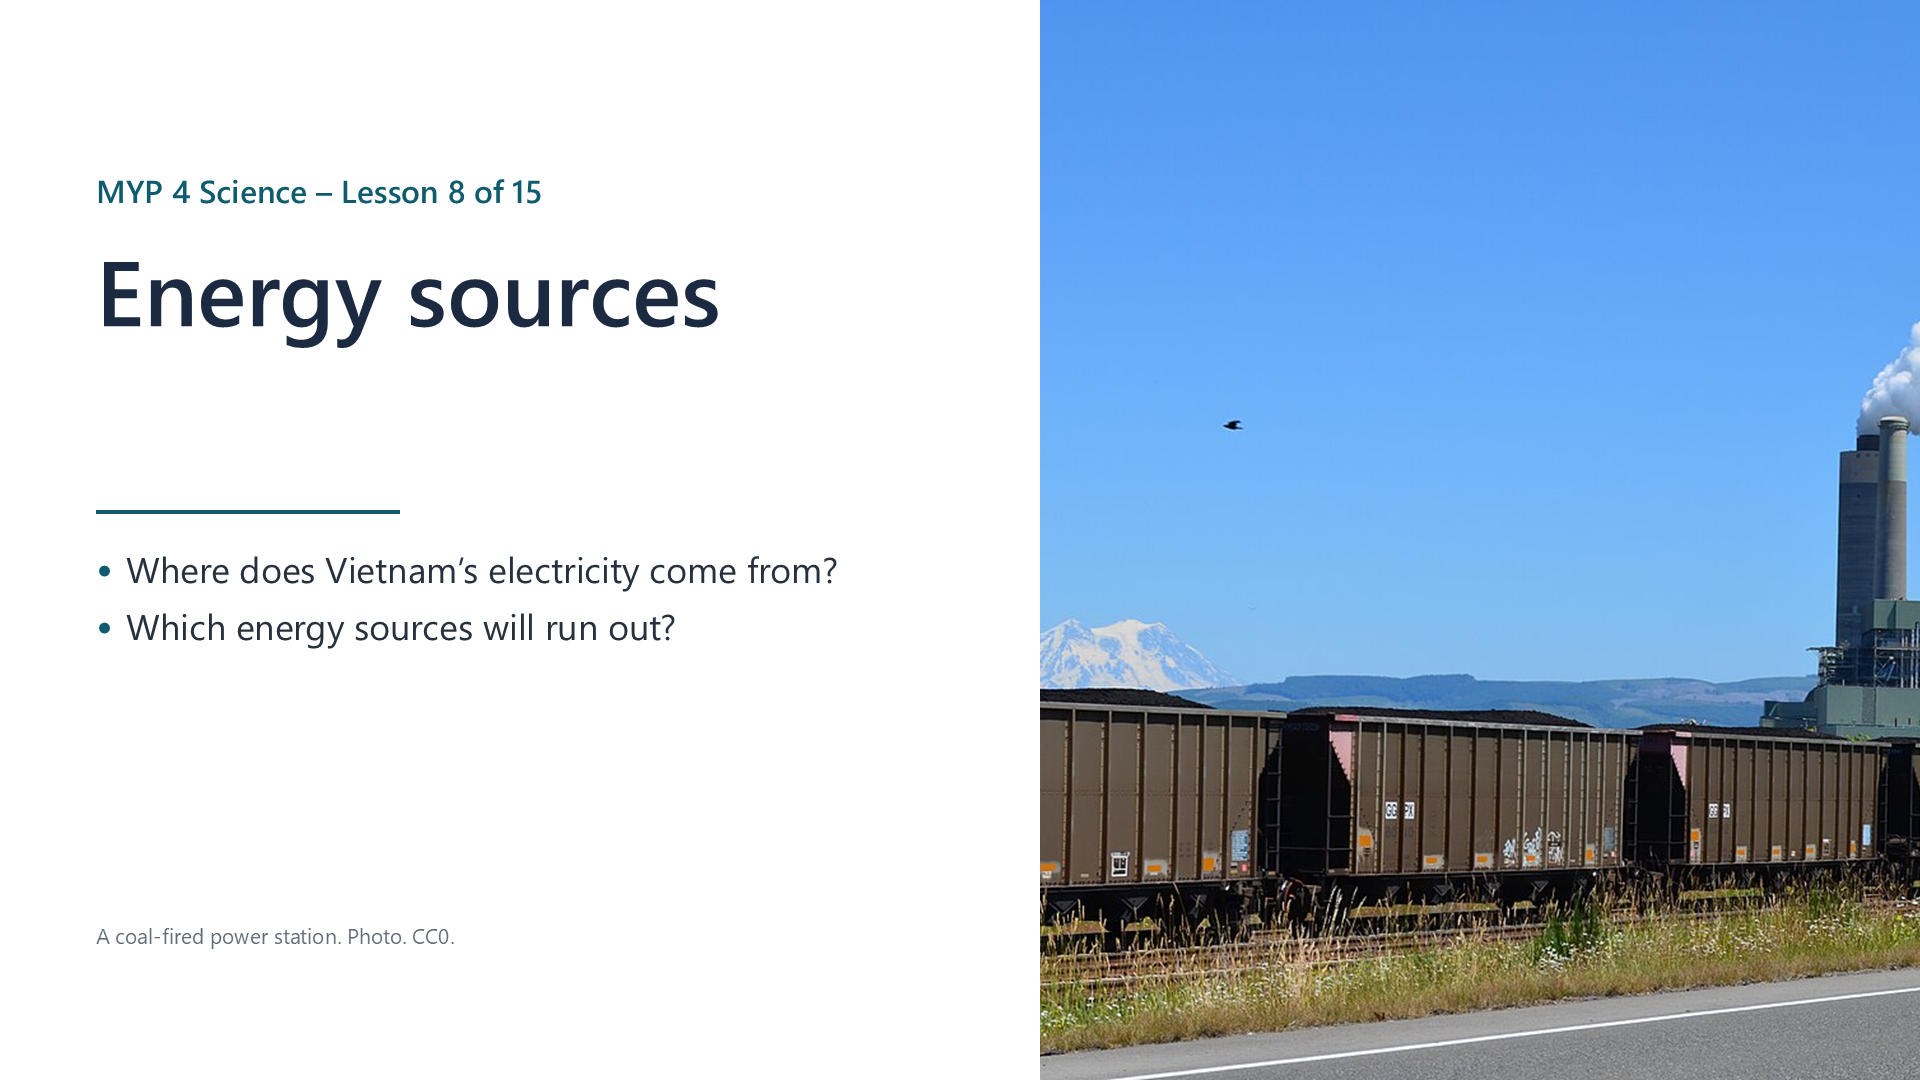 MYP 4 Science – Lesson 8 of 15
Energy sources
• Where does Vietnam’s electricity come from?
• Which energy sources will run out?
A coal-fired power station. Photo. CC0.